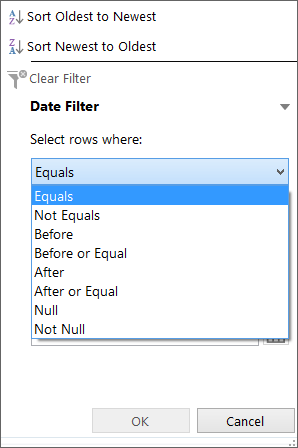 Sort Oldest to Newest
Sort Newest to Oldest
Clear Filter
Date Filter
Select rows where:
Equals
Equals
Not Equals
Before
Before or Equal
After
After or Equal
Null
Not Null
OK
Cancel